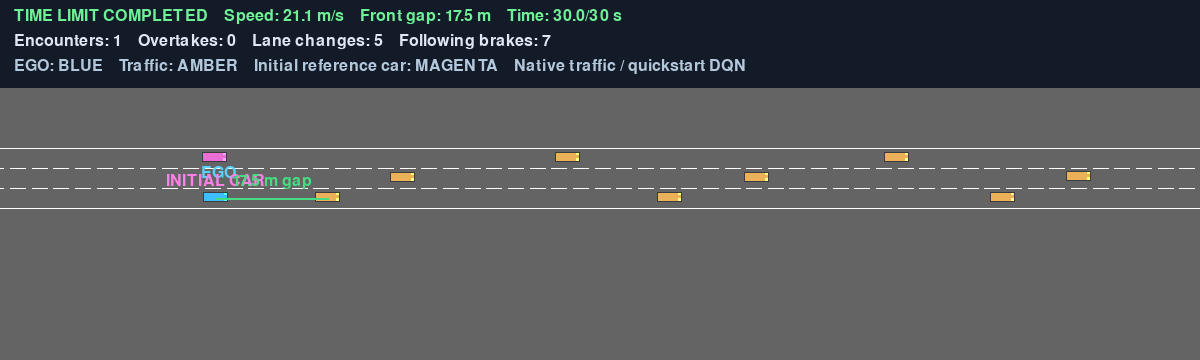 TIME LIMIT COMPLETED Speed: 21.1 m/s Front gap: 17.5 m Time: 30.0/30 s
Encounters: 1 Overtakes: 0 Lane changes: 5 Following brakes: 7
EGO: BLUE Traffic: AMBER Initial reference car: MAGENTA Native traffic / quickstart DQN
EGO
INITIAL CAR
m gap